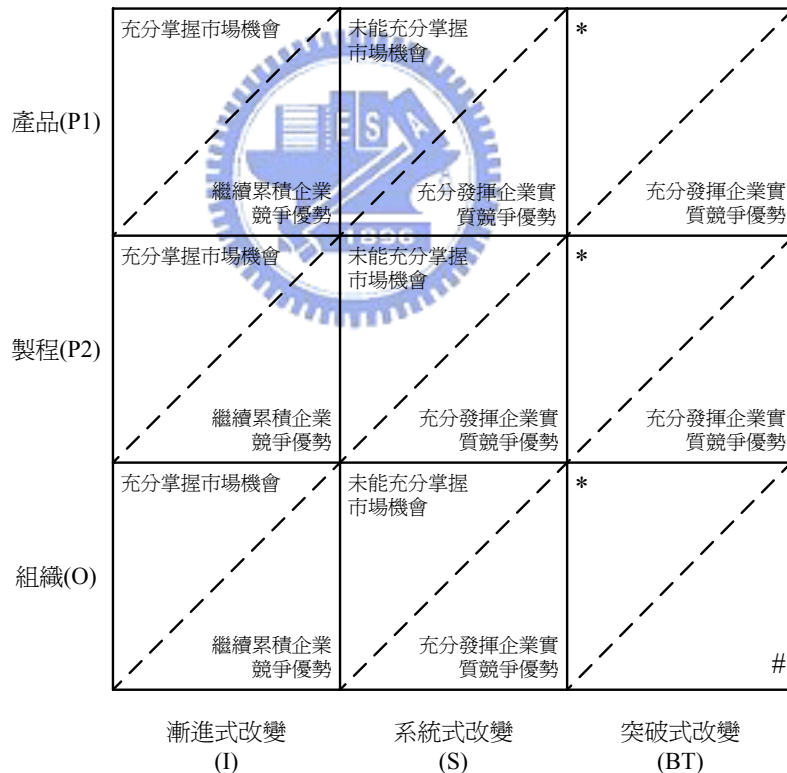 充分掌握市場機會
未能充分掌握
市場機會
*
產品(P1)
繼續累積企業
競爭優勢
充分發揮企業實
質競爭優勢
充分發揮企業實
質競爭優勢
ESA
1896
充分掌握市場機會
未能充分掌握
市場機會
*
製程(P2)
繼續累積企業
競爭優勢
充分發揮企業實
質競爭優勢
充分發揮企業實
質競爭優勢
充分掌握市場機會
未能充分掌握
市場機會
*
組織(O)
繼續累積企業
競爭優勢
充分發揮企業實
質競爭優勢
#
漸進式改變
(I)
系統式改變
(S)
突破式改變
(BT)